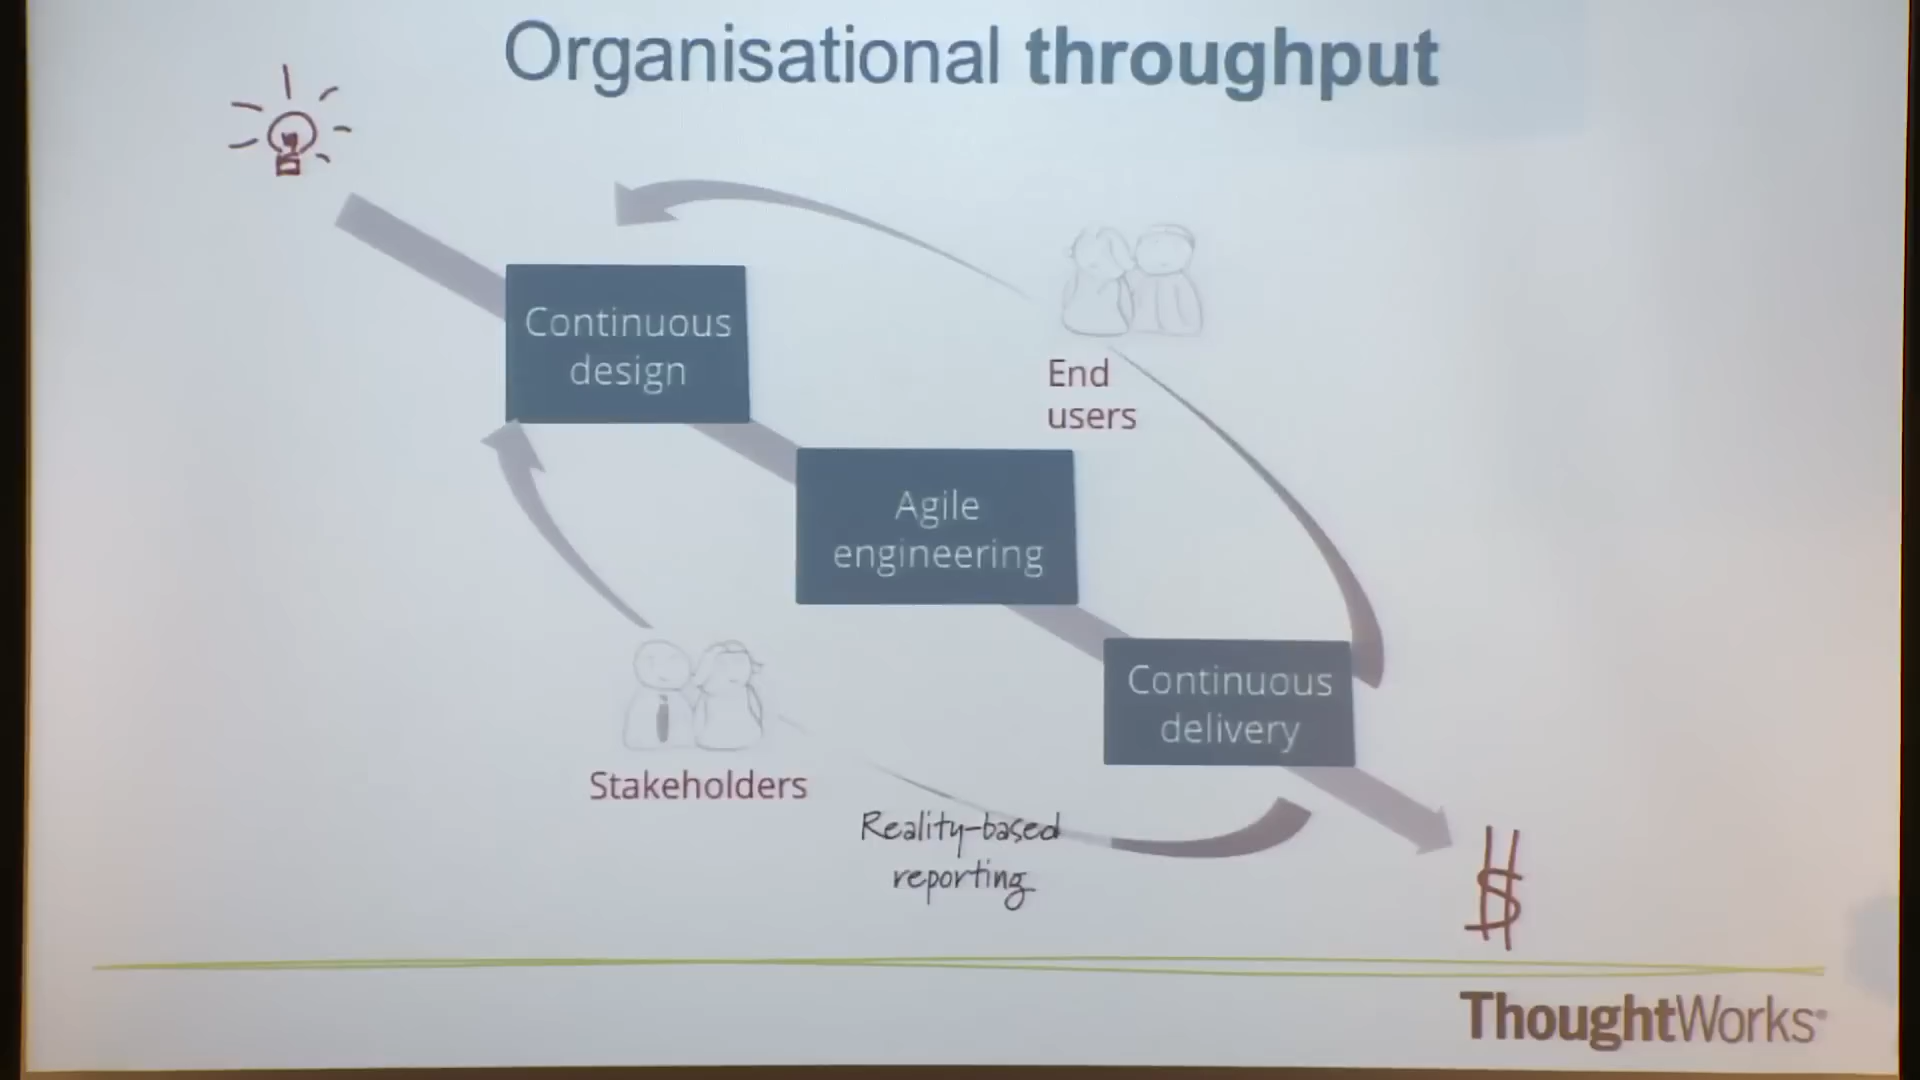 Organisational throughput
Continuous
design
End
users
Agile
engineering
Continuous
delivery
Stakeholders
Reality-based
reporting
$
ThoughtWorks®